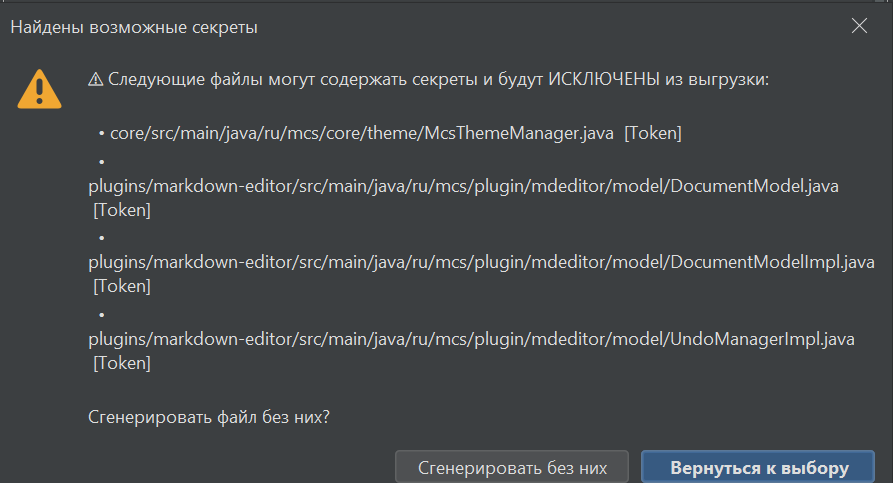 Найдены возможные секреты
⚠ Следующие файлы могут содержать секреты и будут ИСКЛЮЧЕНЫ из выгрузки:
• core/src/main/java/ru/mcs/core/theme/McsThemeManager.java [Token]
•
plugins/markdown-editor/src/main/java/ru/mcs/plugin/mdeditor/model/DocumentModel.java
[Token]
•
plugins/markdown-editor/src/main/java/ru/mcs/plugin/mdeditor/model/DocumentModelImpl.java
[Token]
•
plugins/markdown-editor/src/main/java/ru/mcs/plugin/mdeditor/model/UndoManagerImpl.java
[Token]
Сгенерировать файл без них?
Сгенерировать без них
Вернуться к выбору